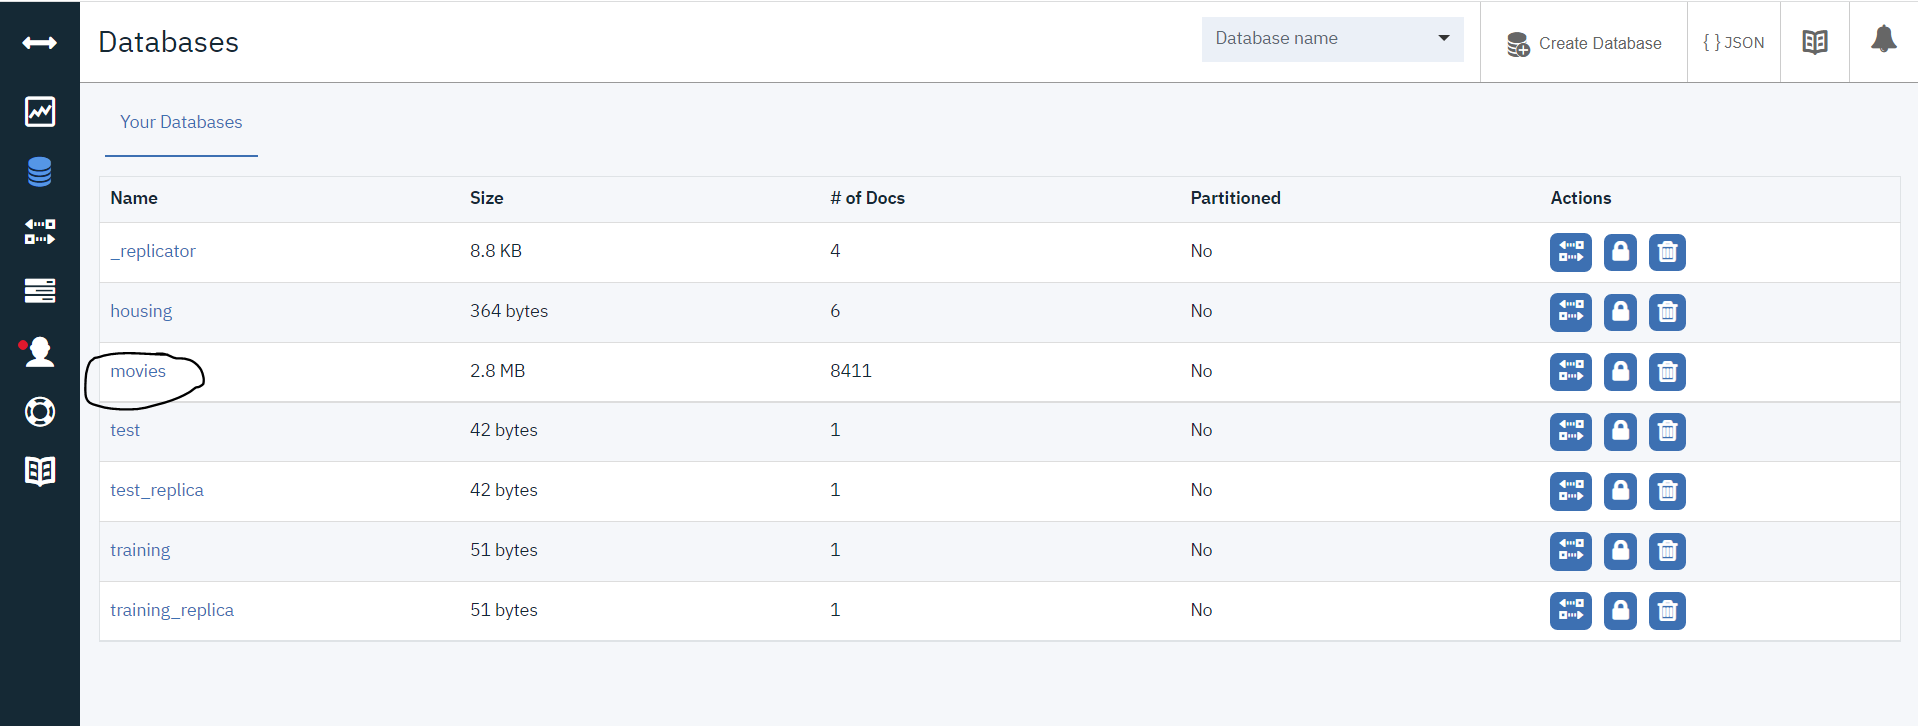 Databases Database name Create Database { } JSON
Your Databases
Name Size # of Docs Partitioned Actions
_replicator 8.8 KB 4 No
housing 364 bytes 6 No
movies 2.8 MB 8411 No
test 42 bytes 1 No
test_replica 42 bytes 1 No
training 51 bytes 1 No
training_replica 51 bytes 1 No